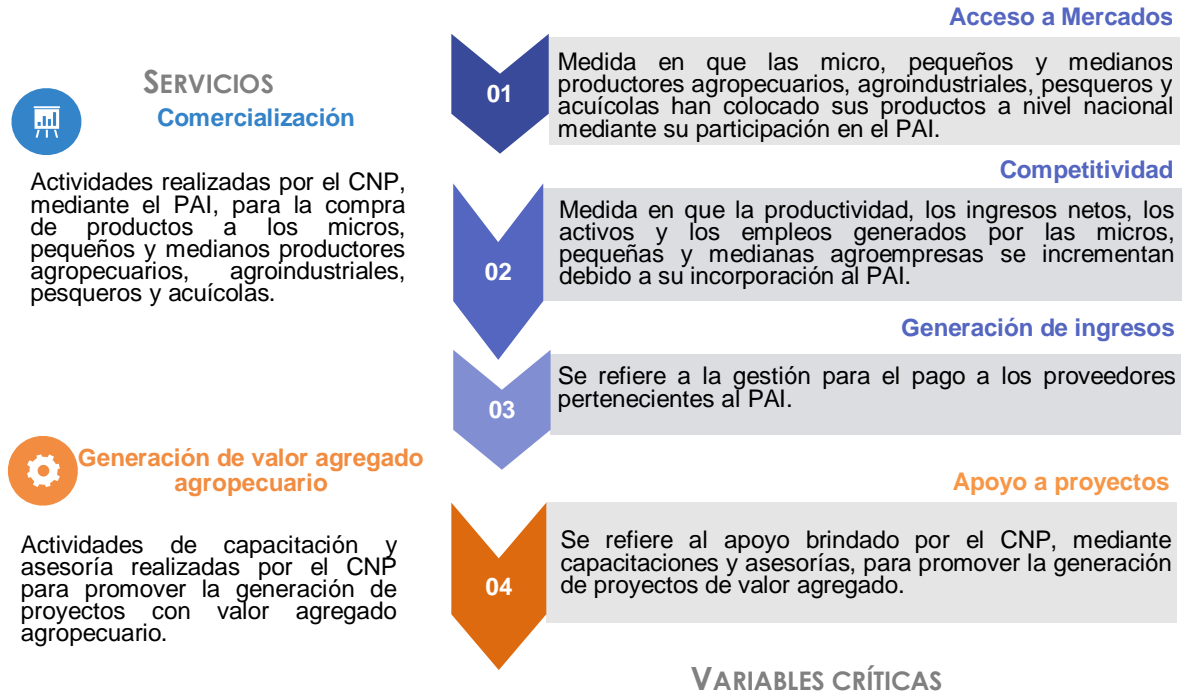 SERVICIOS
Comercialización
Actividades realizadas por el CNP,
mediante el PAI, para la compra
de productos a los micros,
pequeños y medianos productores
agropecuarios, agroindustriales,
pesqueros y acuícolas.
Generación de valor agregado
agropecuario
Actividades de capacitación y
asesoría realizadas por el CNP
para promover la generación de
proyectos con valor agregado
agropecuario.
Acceso a Mercados
01
Medida en que las micro, pequeños y medianos
productores agropecuarios, agroindustriales, pesqueros y
acuícolas han colocado sus productos a nivel nacional
mediante su participación en el PAI.
Competitividad
02
Medida en que la productividad, los ingresos netos, los
activos y los empleos generados por las micros,
pequeñas y medianas agroempresas se incrementan
debido a su incorporación al PAI.
Generación de ingresos
03
Se refiere a la gestión para el pago a los proveedores
pertenecientes al PAI.
Apoyo a proyectos
04
Se refiere al apoyo brindado por el CNP, mediante
capacitaciones y asesorías, para promover la generación
de proyectos de valor agregado.
VARIABLES CRÍTICAS